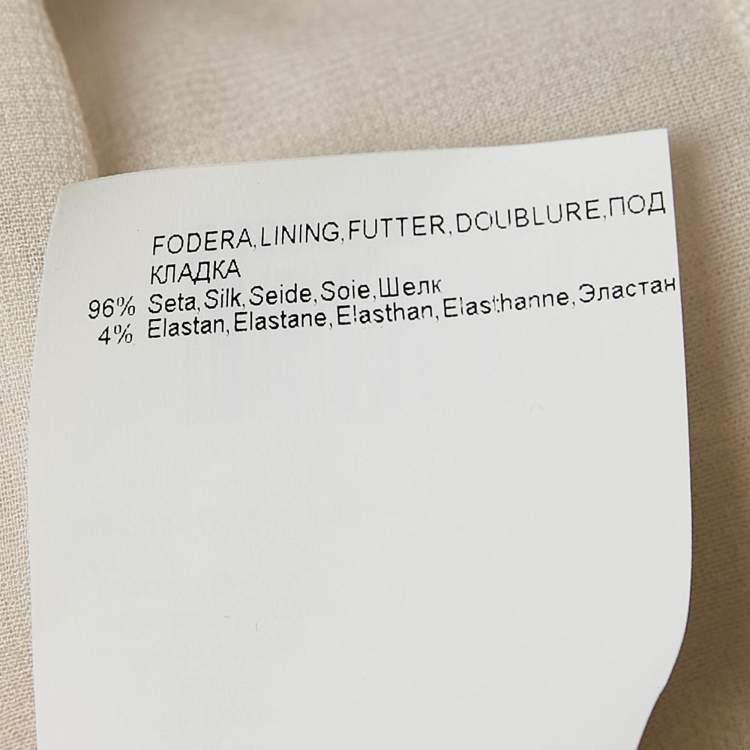 FODERA,LINING,FUTTER,DOUBLURE,ПОД
КЛАДКА
96% Seta,Silk,Seide,Soie,Шелк
4% Elastan,Elastane,Elasthan,Elasthanne,Эластан